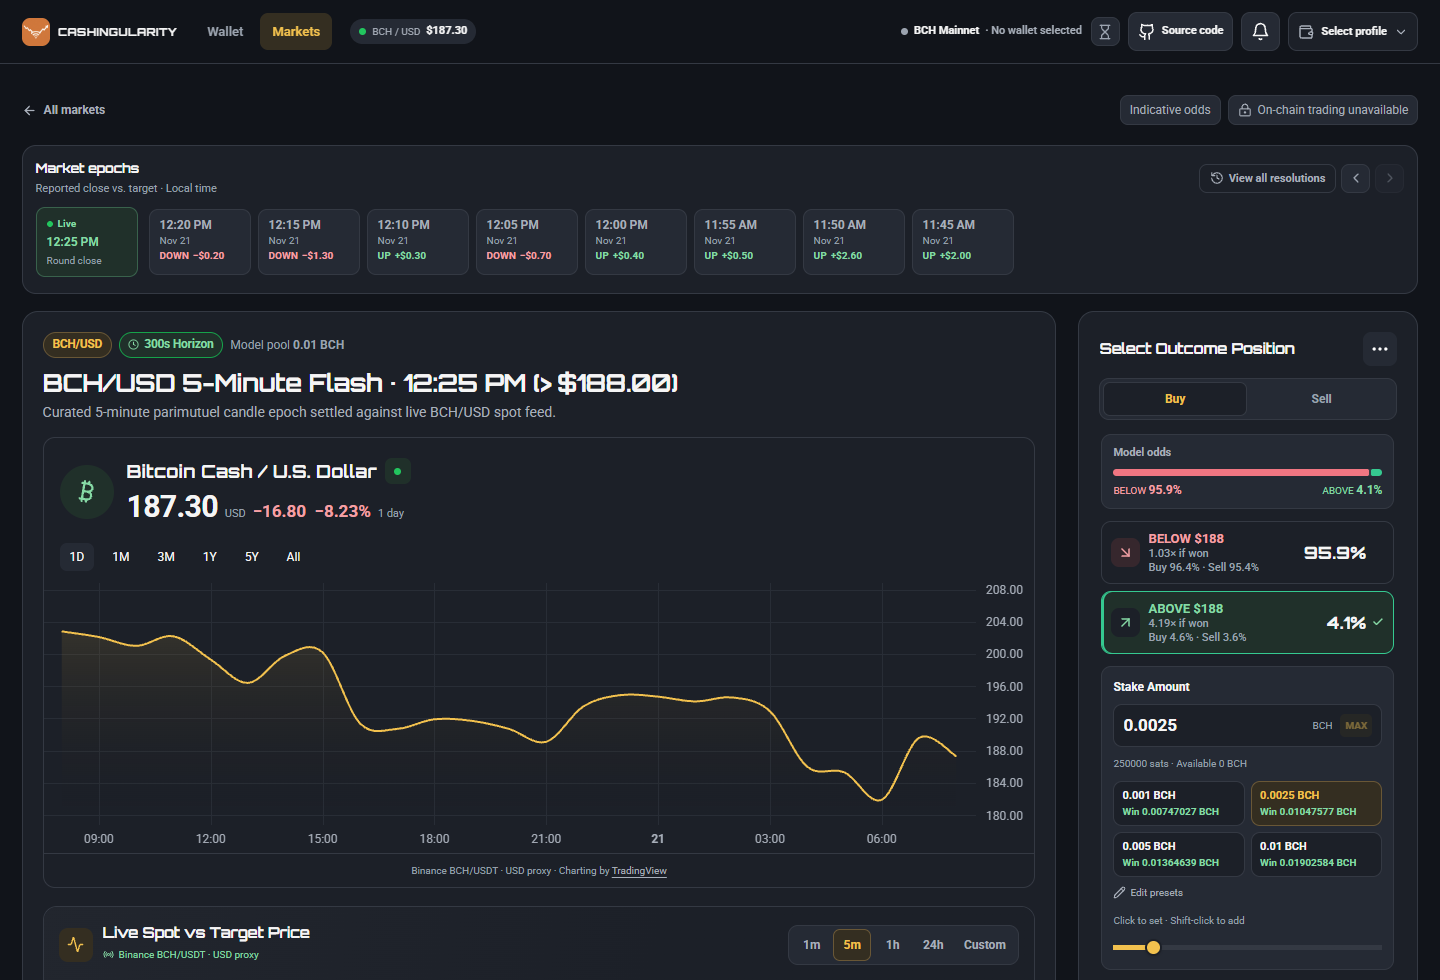 CASHINGULARITY
Wallet
Markets
BCH / USD $187.30
BCH Mainnet · No wallet selected
Source code
Select profile
All markets
Indicative odds
On-chain trading unavailable
Market epochs
Reported close vs. target · Local time
View all resolutions
Live
12:25 PM
Round close
12:20 PM
Nov 21
DOWN −$0.20
12:15 PM
Nov 21
DOWN −$1.30
12:10 PM
Nov 21
UP +$0.30
12:05 PM
Nov 21
DOWN −$0.70
12:00 PM
Nov 21
UP +$0.40
11:55 AM
Nov 21
UP +$0.50
11:50 AM
Nov 21
UP +$2.60
11:45 AM
Nov 21
UP +$2.00
BCH/USD
300s Horizon
Model pool 0.01 BCH
BCH/USD 5-Minute Flash · 12:25 PM (> $188.00)
Curated 5-minute parimutuel candle epoch settled against live BCH/USD spot feed.
Bitcoin Cash / U.S. Dollar
187.30 USD −16.80 −8.23% 1 day
1D 1M 3M 1Y 5Y All
208.00
204.00
200.00
196.00
192.00
188.00
184.00
180.00
09:00 12:00 15:00 18:00 21:00 21 03:00 06:00
Binance BCH/USDT · USD proxy · Charting by TradingView
Live Spot vs Target Price
Binance BCH/USDT · USD proxy
1m 5m 1h 24h Custom
Select Outcome Position
Buy
Sell
Model odds
BELOW 95.9%
ABOVE 4.1%
BELOW $188
1.03× if won
Buy 96.4% · Sell 95.4%
95.9%
ABOVE $188
4.19× if won
Buy 4.6% · Sell 3.6%
4.1%
Stake Amount
0.0025
BCH
MAX
250000 sats · Available 0 BCH
0.001 BCH
Win 0.00747027 BCH
0.0025 BCH
Win 0.01047577 BCH
0.005 BCH
Win 0.01364639 BCH
0.01 BCH
Win 0.01902584 BCH
Edit presets
Click to set · Shift-click to add